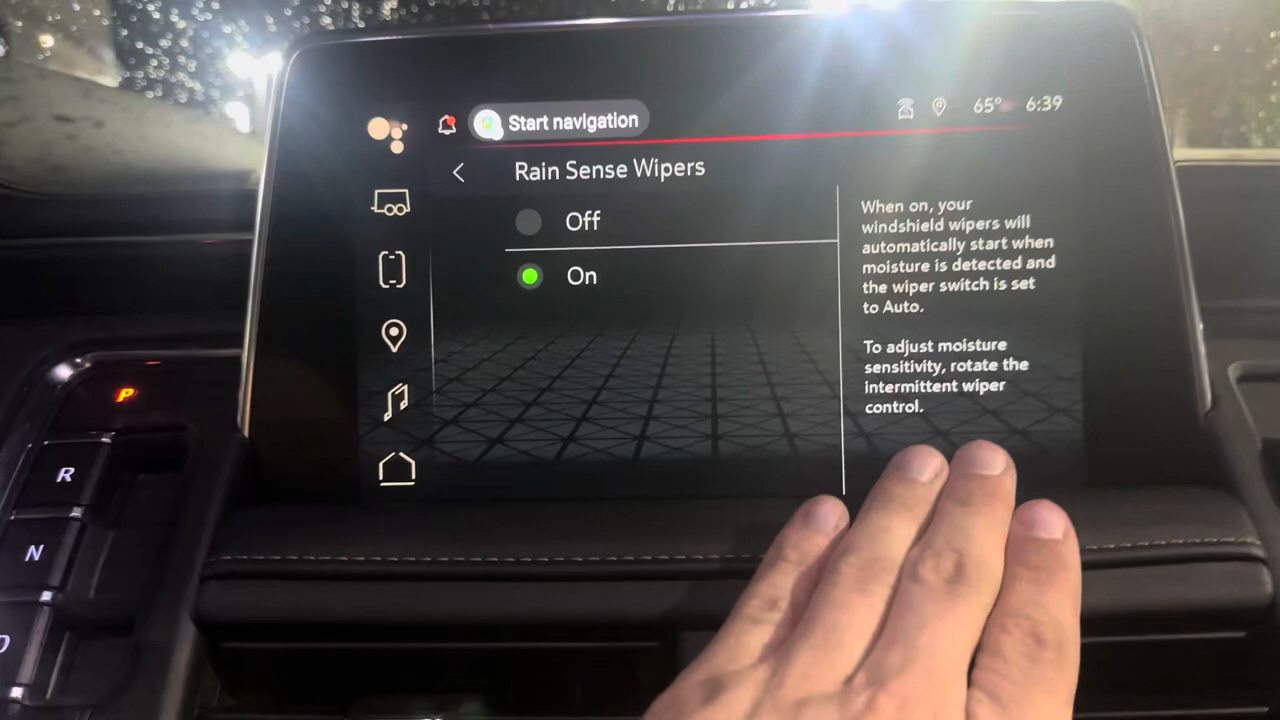 Start navigation
65° 6:39
Rain Sense Wipers
Off
On
When on, your
windshield wipers will
automatically start when
moisture is detected and
the wiper switch is set
to Auto.
To adjust moisture
sensitivity, rotate the
intermittent wiper
control.
P
R
N